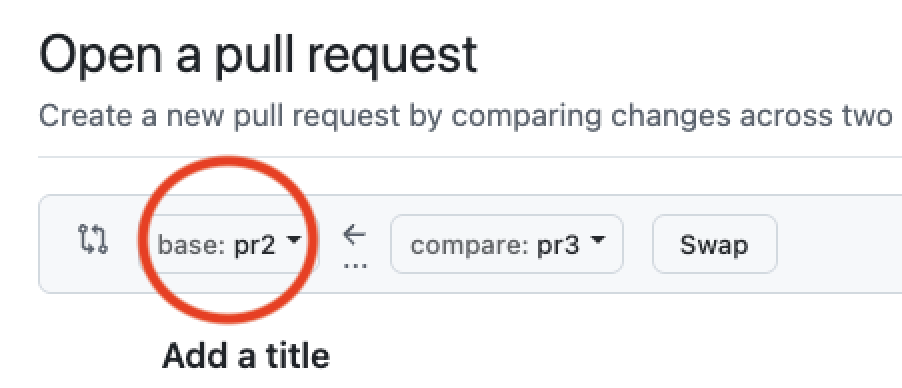 Open a pull request
Create a new pull request by comparing changes across two
base: pr2 ← compare: pr3 Swap
...
Add a title